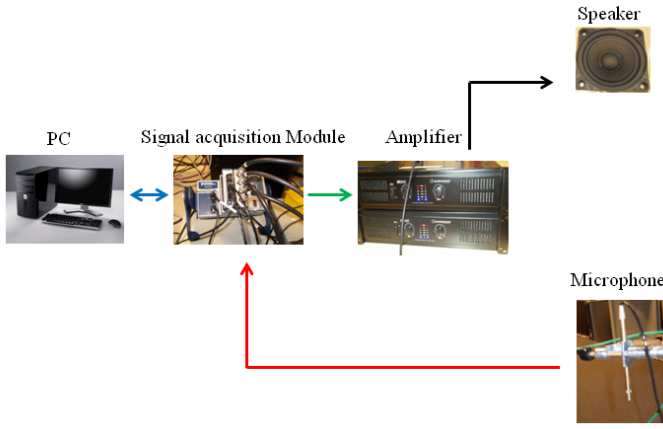 Speaker
PC
Signal acquisition Module
Amplifier
Microphone